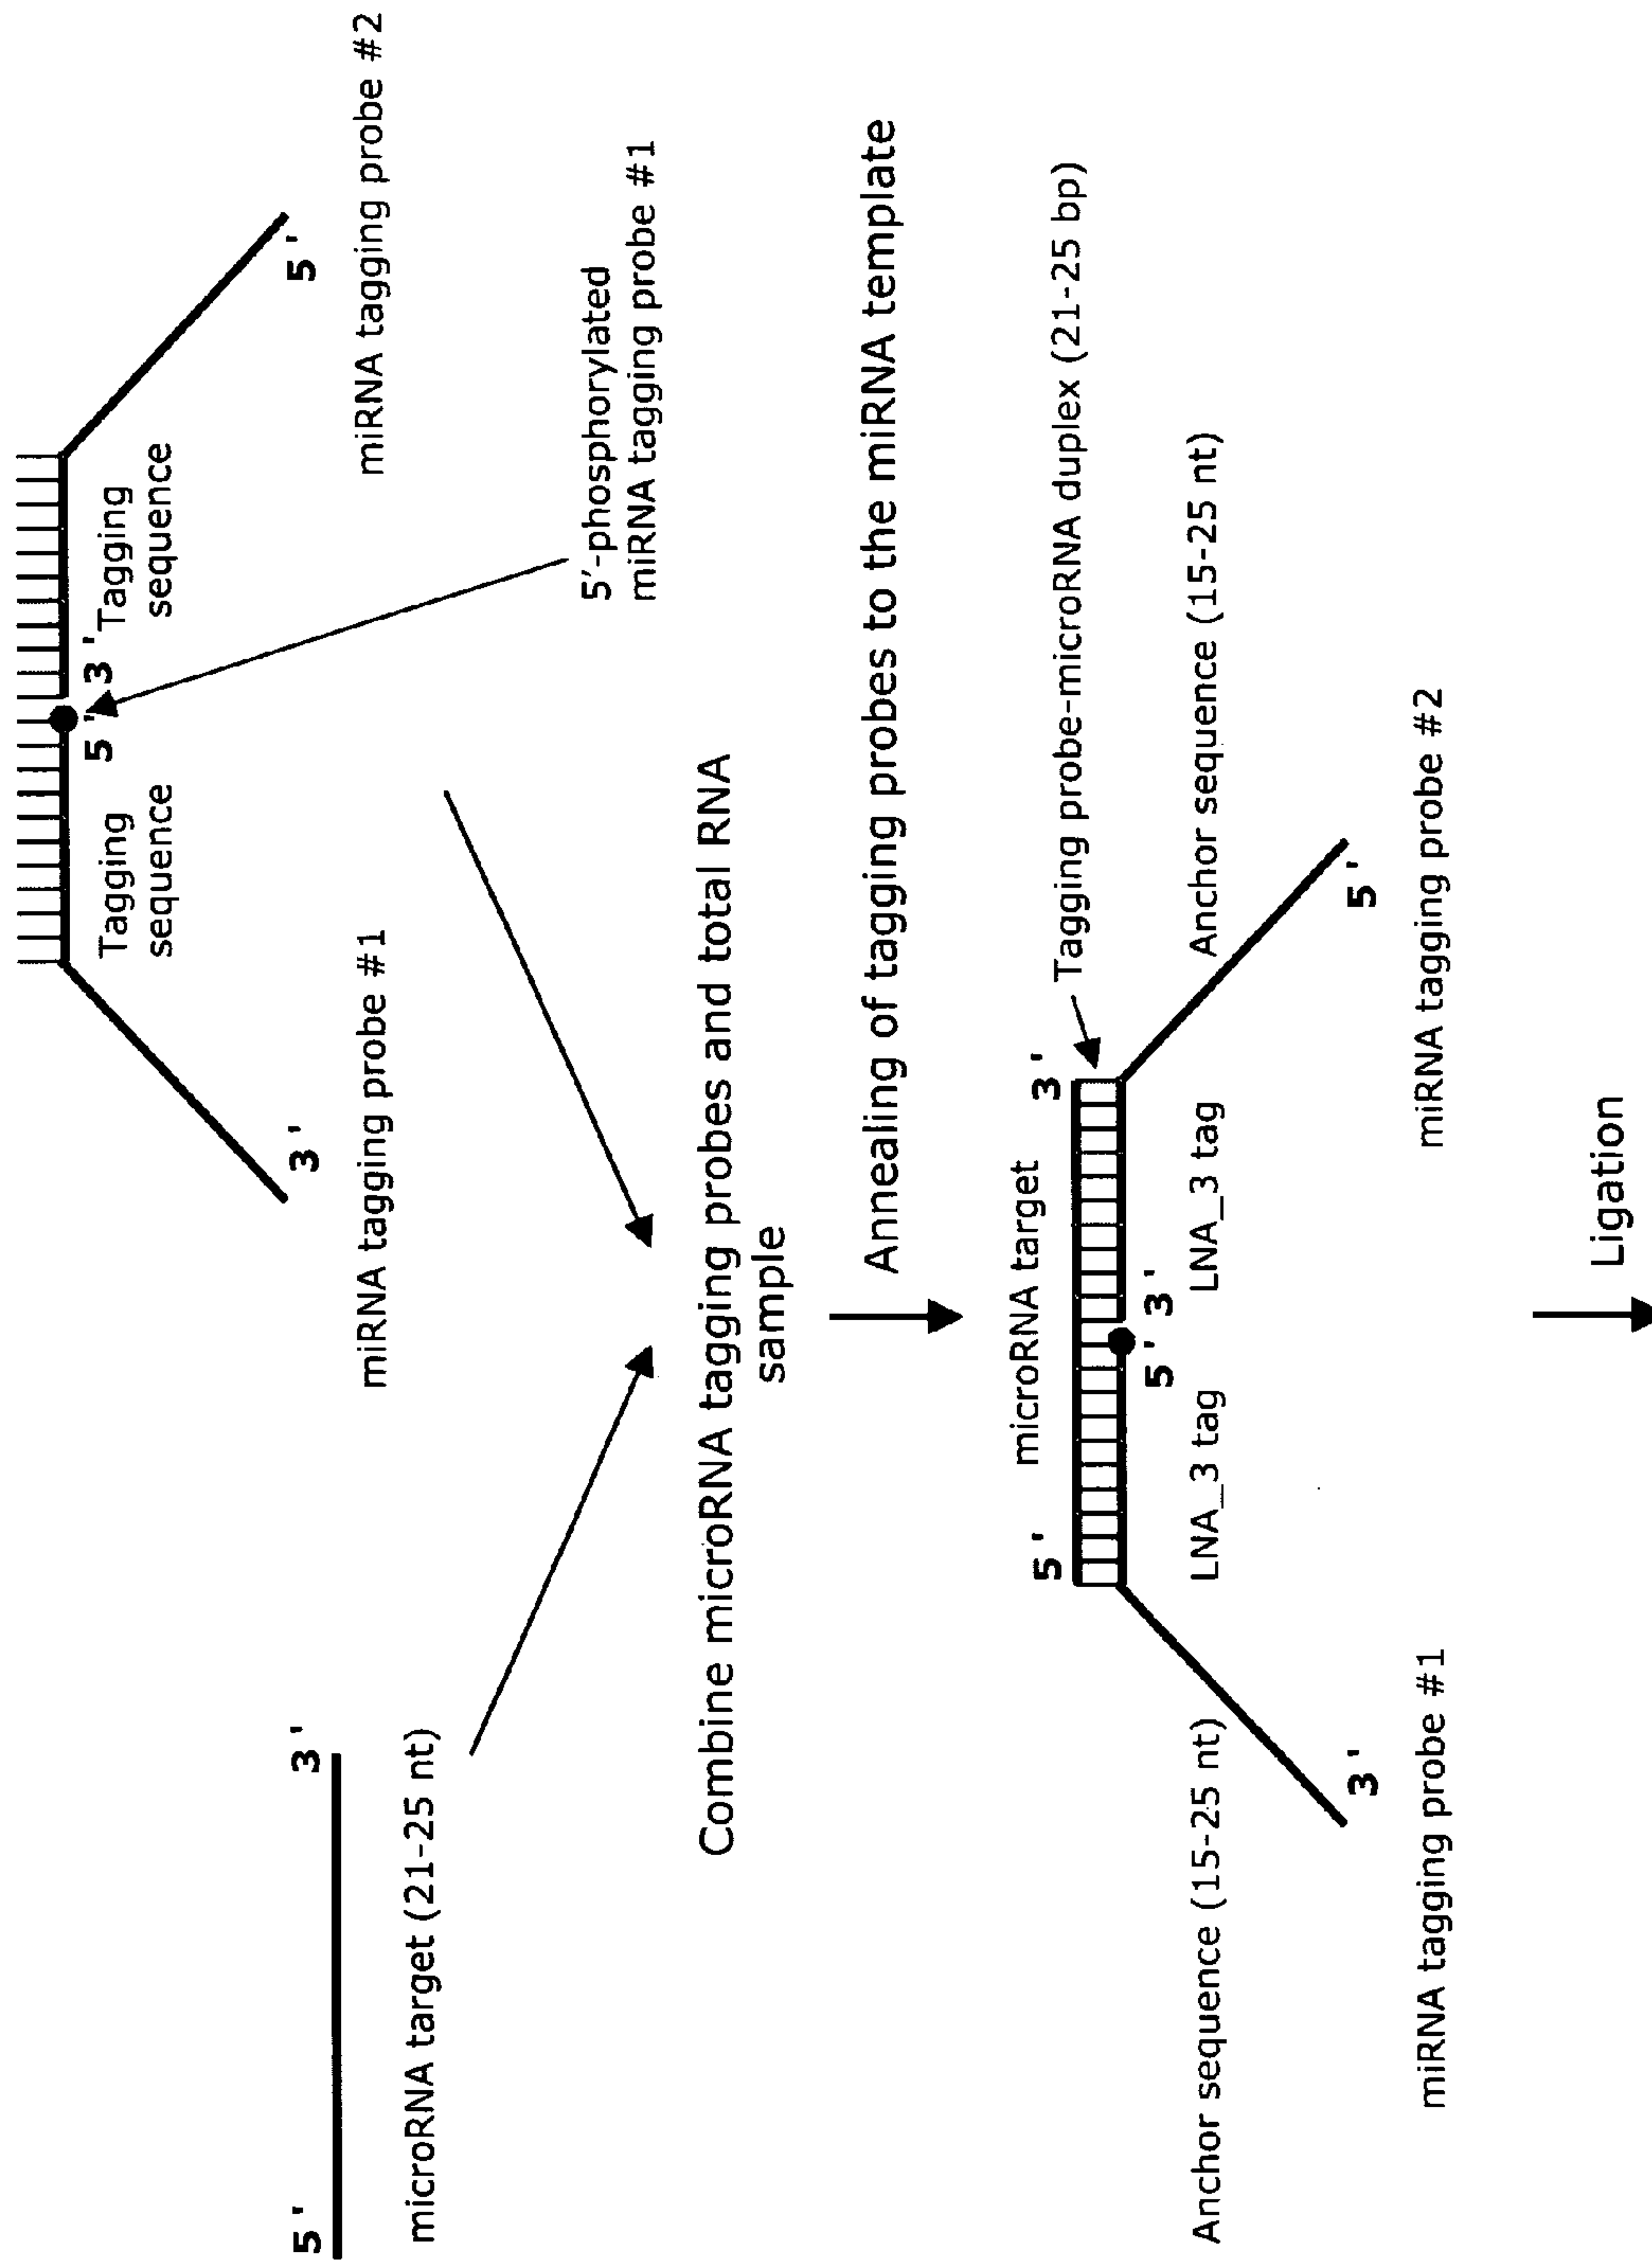 5'
3'
microRNA target (21-25 nt)
Tagging
sequence
5'
3'
Tagging
sequence
3'
5'
miRNA tagging probe #1
miRNA tagging probe #2
5'-phosphorylated
miRNA tagging probe #1
Combine microRNA tagging probes and total RNA
sample
Annealing of tagging probes to the miRNA template
microRNA target
5'
3'
Tagging probe-microRNA duplex (21-25 bp)
5'
3'
Anchor sequence (15-25 nt)
LNA_3 tag
LNA_3 tag
Anchor sequence (15-25 nt)
3'
5'
miRNA tagging probe #1
miRNA tagging probe #2
Ligation